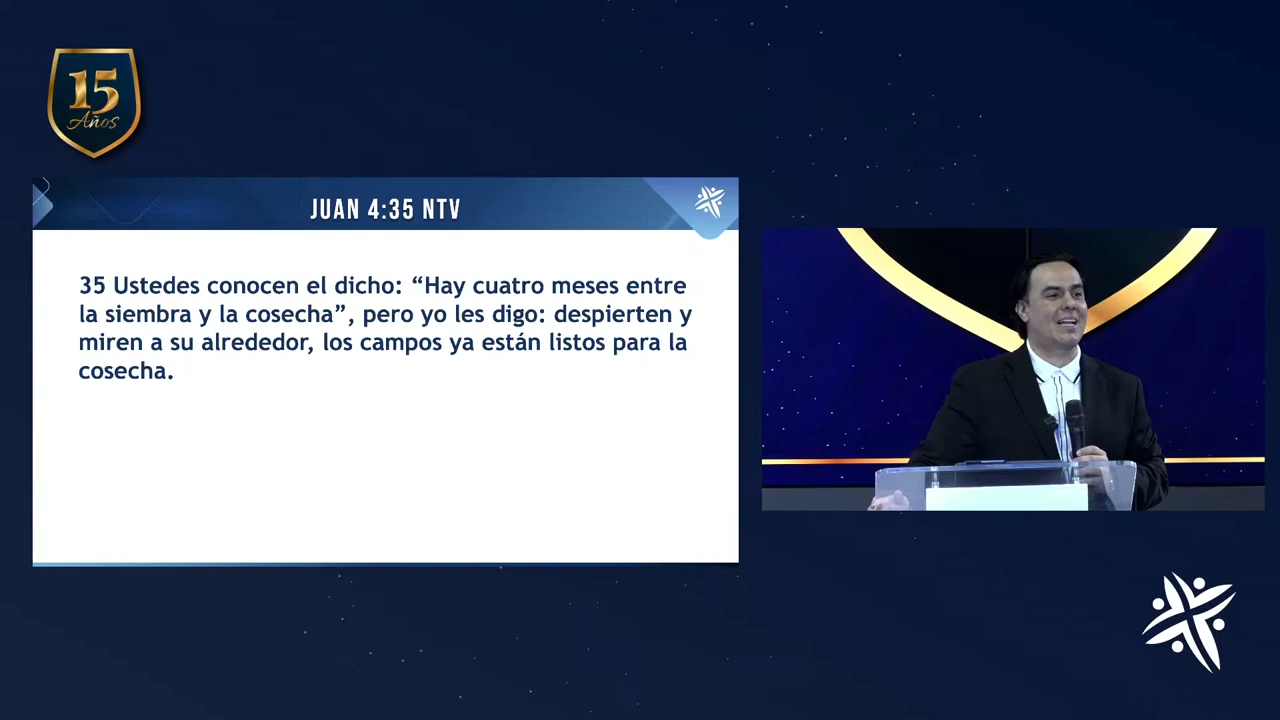 15
Años
JUAN 4:35 NTV
35 Ustedes conocen el dicho: “Hay cuatro meses entre
la siembra y la cosecha”, pero yo les digo: despierten y
miren a su alrededor, los campos ya están listos para la
cosecha.